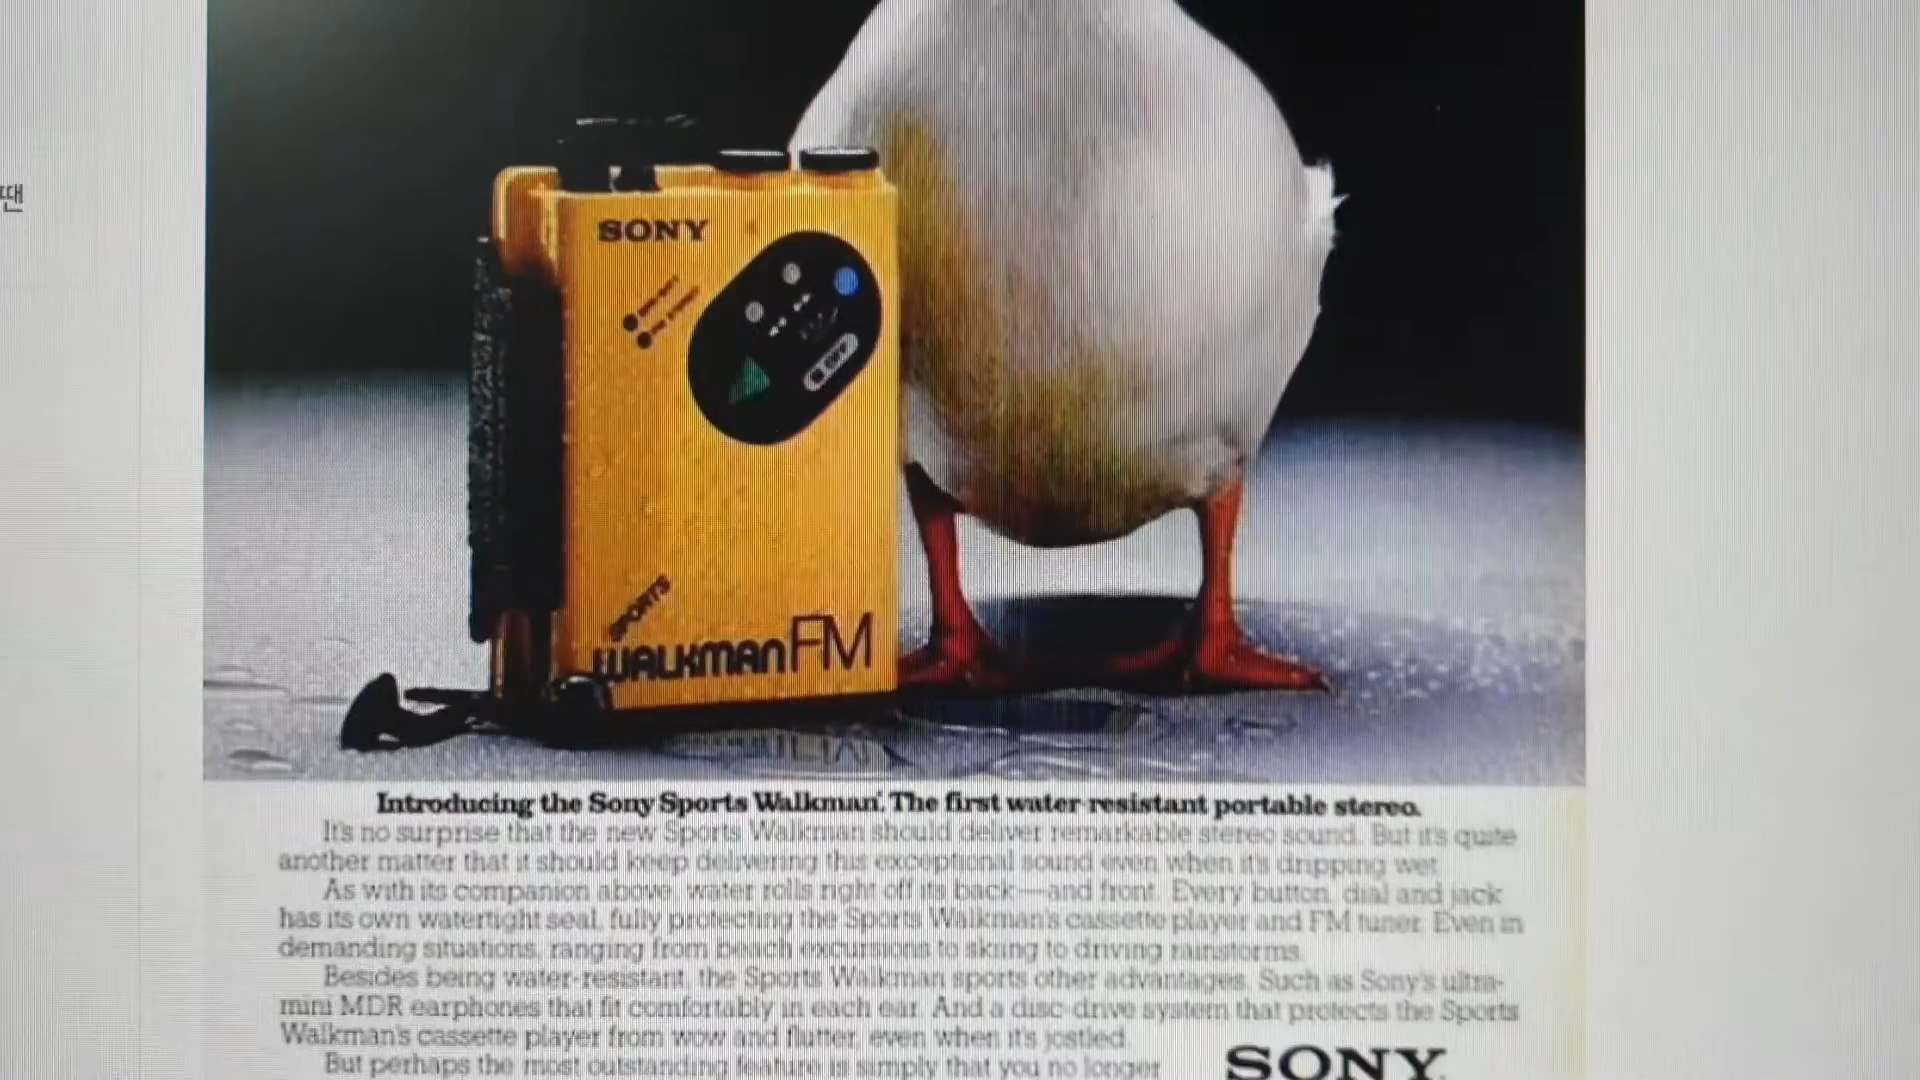 땐
SONY
SPORTS
WALKMAN FM
Introducing the Sony Sports Walkman. The first water resistant portable stereo.
It's no surprise that the new Sports Walkman should deliver remarkable stereo sound. But it's quite
another matter that it should keep delivering this exceptional sound even when it's dripping wet.
As with its companion above, water rolls right off its back—and front. Every button, dial and jack
has its own watertight seal, fully protecting the Sports Walkman's cassette player and FM tuner. Even in
demanding situations, ranging from beach excursions to skiing to driving rainstorms.
Besides being water-resistant, the Sports Walkman sports other advantages. Such as Sony's ultra-
mini MDR earphones that fit comfortably in each ear. And a disc drive system that protects the Sports
Walkman's cassette player from wow and flutter, even when it's jostled.
But perhaps the most outstanding feature is simply that you no longer
SONY